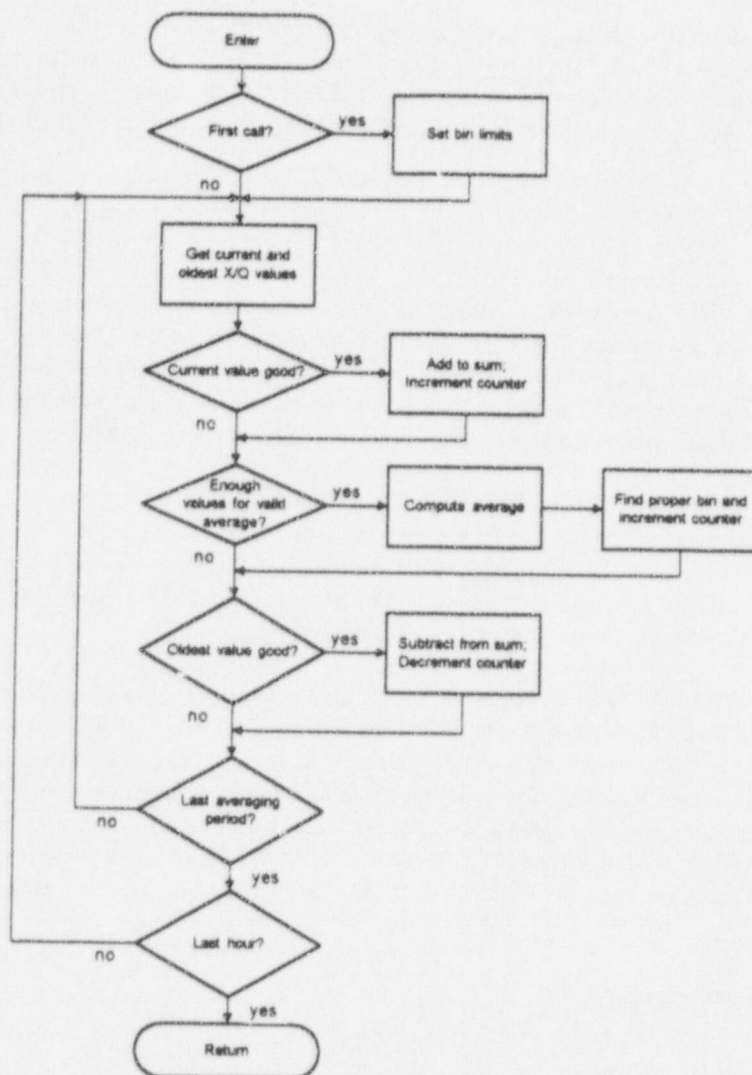 Enter
First call?
yes
Set bin limits
no
Get current and
oldest X/Q values
Current value good?
yes
Add to sum;
Increment counter
no
Enough
values for valid
average?
yes
Compute average
Find proper bin and
increment counter
no
Oldest value good?
yes
Subtract from sum;
Decrement counter
no
Last averaging
period?
no
yes
Last hour?
no
yes
Return